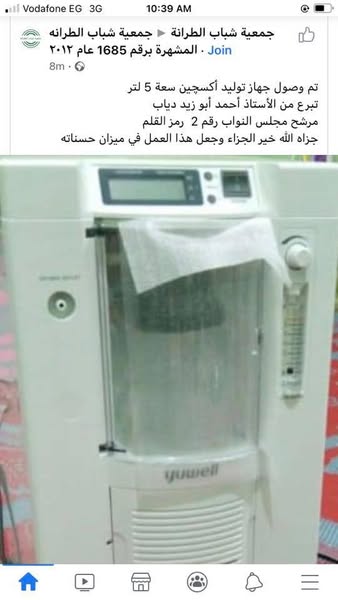 Vodafone EG 3G 10:39 AM
جمعية شباب الطرانة ◄ جمعية شباب الطرانه
المشهرة برقم 1685 عام ٢٠١٢ · Join
8m ·
تم وصول جهاز توليد أكسچين سعة 5 لتر
تبرع من الأستاذ أحمد أبو زيد دياب
مرشح مجلس النواب رقم 2 رمز القلم
جزاه الله خير الجزاء وجعل هذا العمل في ميزان حسناته
yuwell